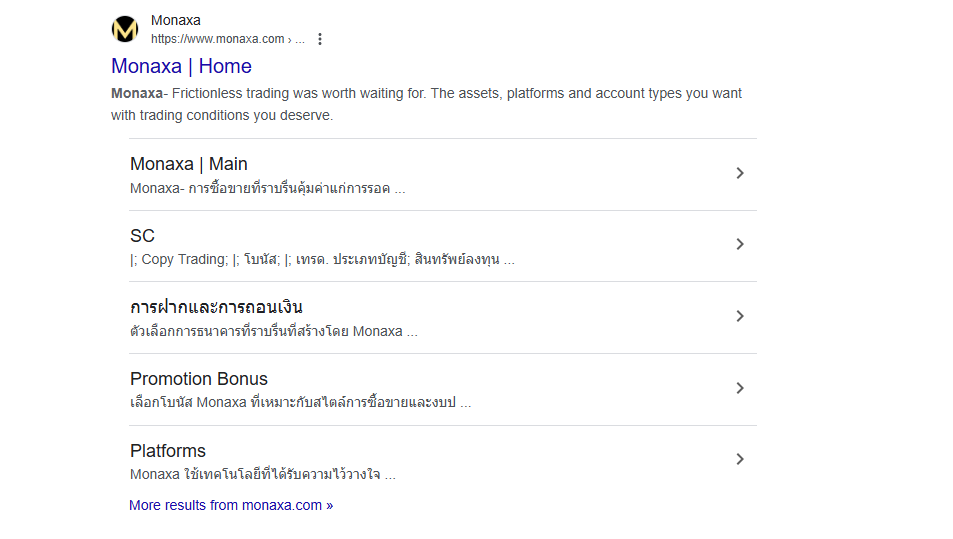 Monaxa
https://www.monaxa.com › ...
Monaxa | Home
Monaxa- Frictionless trading was worth waiting for. The assets, platforms and account types you want
with trading conditions you deserve.
Monaxa | Main
Monaxa- การซื้อขายที่ราบรื่นคุ้มค่าแก่การรอค ...
SC
|; Copy Trading; |; โบนัส; |; เทรด. ประเภทบัญชี; สินทรัพย์ลงทุน ...
การฝากและการถอนเงิน
ตัวเลือกการธนาคารที่ราบรื่นที่สร้างโดย Monaxa ...
Promotion Bonus
เลือกโบนัส Monaxa ที่เหมาะกับสไตล์การซื้อขายและงบป ...
Platforms
Monaxa ใช้เทคโนโลยีที่ได้รับความไว้วางใจ ...
More results from monaxa.com »